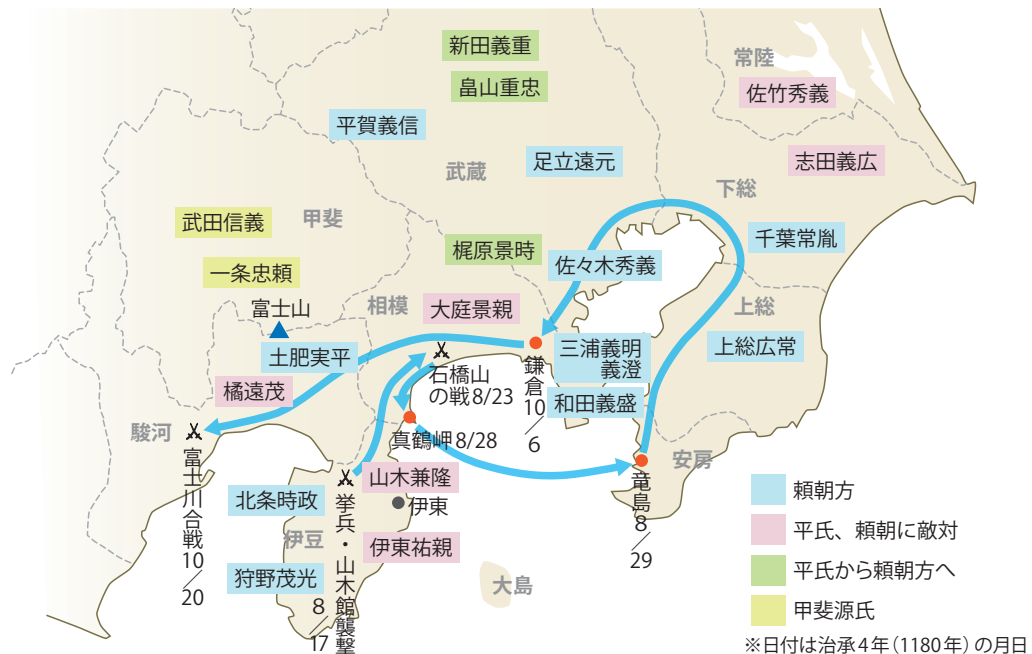 新田義重
畠山重忠
常陸
佐竹秀義
平賀義信
足立遠元
志田義広
武蔵
下総
武田信義
甲斐
千葉常胤
梶原景時
佐々木秀義
一条忠頼
富士山
相模
大庭景親
上総
土肥実平
三浦義明
義澄
上総広常
橘遠茂
石橋山
の戦8/23
鎌倉10/6
和田義盛
駿河
富士川合戦10/20
真鶴岬8/28
安房
竜島8/29
山木兼隆
北条時政
伊東
挙兵・山木館襲撃8/17
伊豆
伊東祐親
狩野茂光
大島
頼朝方
平氏、頼朝に敵対
平氏から頼朝方へ
甲斐源氏
※日付は治承4年(1180年)の月日